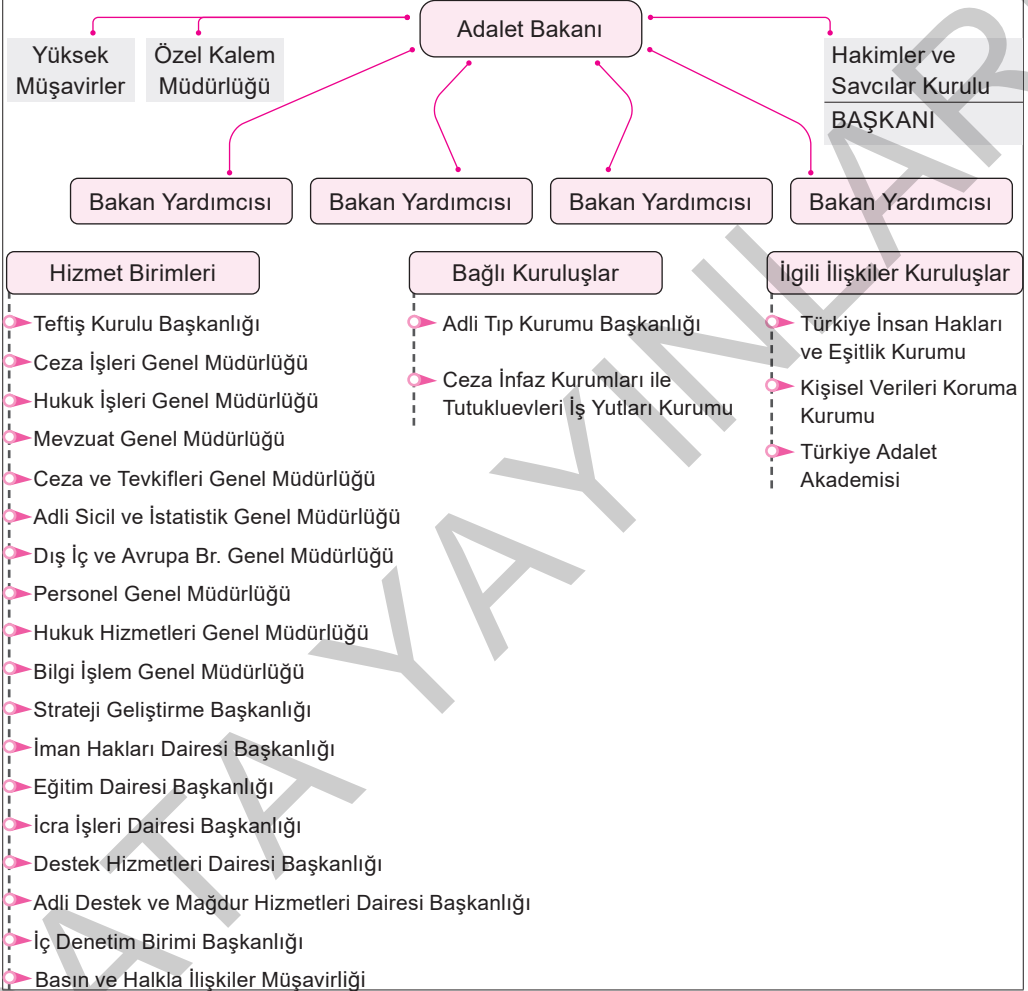 Adalet Bakanı
Yüksek
Müşavirler
Özel Kalem
Müdürlüğü
Hakimler ve
Savcılar Kurulu
BAŞKANI
Bakan Yardımcısı
Bakan Yardımcısı
Bakan Yardımcısı
Bakan Yardımcısı
Hizmet Birimleri
Teftiş Kurulu Başkanlığı
Ceza İşleri Genel Müdürlüğü
Hukuk İşleri Genel Müdürlüğü
Mevzuat Genel Müdürlüğü
Ceza ve Tevkifleri Genel Müdürlüğü
Adli Sicil ve İstatistik Genel Müdürlüğü
Dış İç ve Avrupa Br. Genel Müdürlüğü
Personel Genel Müdürlüğü
Hukuk Hizmetleri Genel Müdürlüğü
Bilgi İşlem Genel Müdürlüğü
Strateji Geliştirme Başkanlığı
İman Hakları Dairesi Başkanlığı
Eğitim Dairesi Başkanlığı
İcra İşleri Dairesi Başkanlığı
Destek Hizmetleri Dairesi Başkanlığı
Adli Destek ve Mağdur Hizmetleri Dairesi Başkanlığı
İç Denetim Birimi Başkanlığı
Basın ve Halkla İlişkiler Müşavirliği
Bağlı Kuruluşlar
Adli Tıp Kurumu Başkanlığı
Ceza İnfaz Kurumları ile
Tutukluevleri İş Yutları Kurumu
İlgili İlişkiler Kuruluşlar
Türkiye İnsan Hakları
ve Eşitlik Kurumu
Kişisel Verileri Koruma
Kurumu
Türkiye Adalet
Akademisi
ATA YAYINLAR